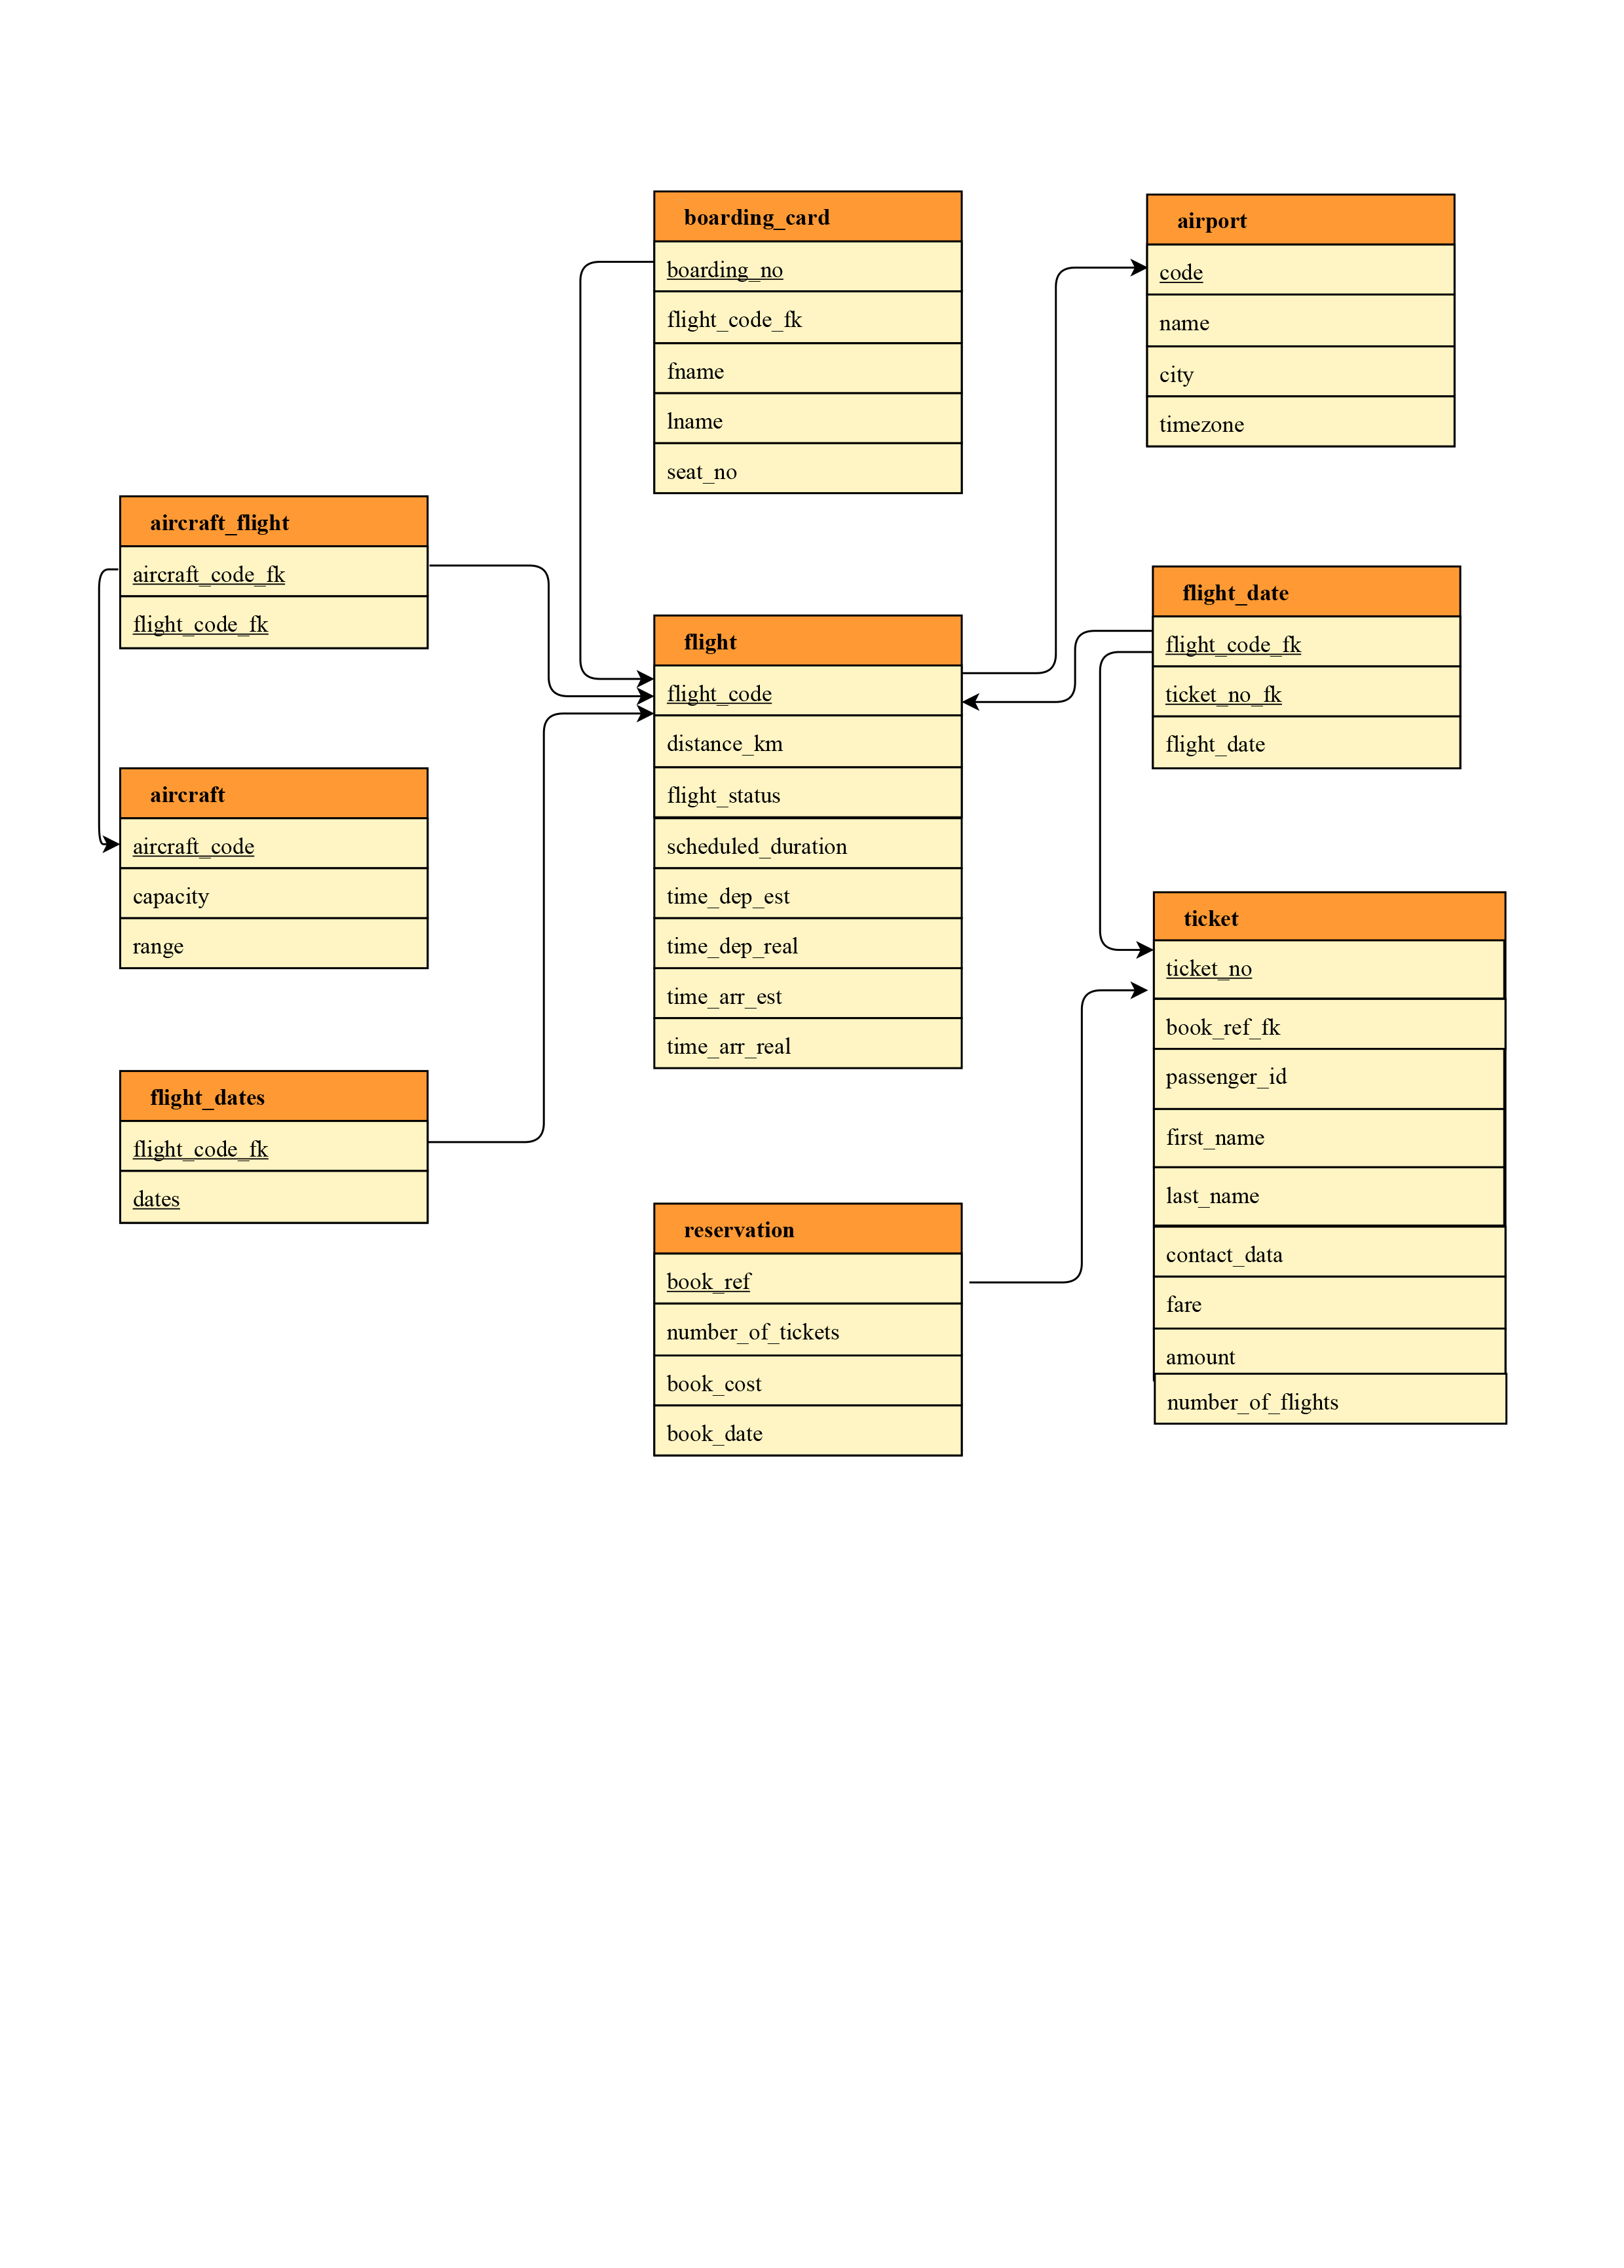 boarding_card
boarding_no
flight_code_fk
fname
lname
seat_no
airport
code
name
city
timezone
aircraft_flight
aircraft_code_fk
flight_code_fk
flight
flight_code
distance_km
flight_status
scheduled_duration
time_dep_est
time_dep_real
time_arr_est
time_arr_real
flight_date
flight_code_fk
ticket_no_fk
flight_date
aircraft
aircraft_code
capacity
range
ticket
ticket_no
book_ref_fk
passenger_id
first_name
last_name
contact_data
fare
amount
number_of_flights
flight_dates
flight_code_fk
dates
reservation
book_ref
number_of_tickets
book_cost
book_date